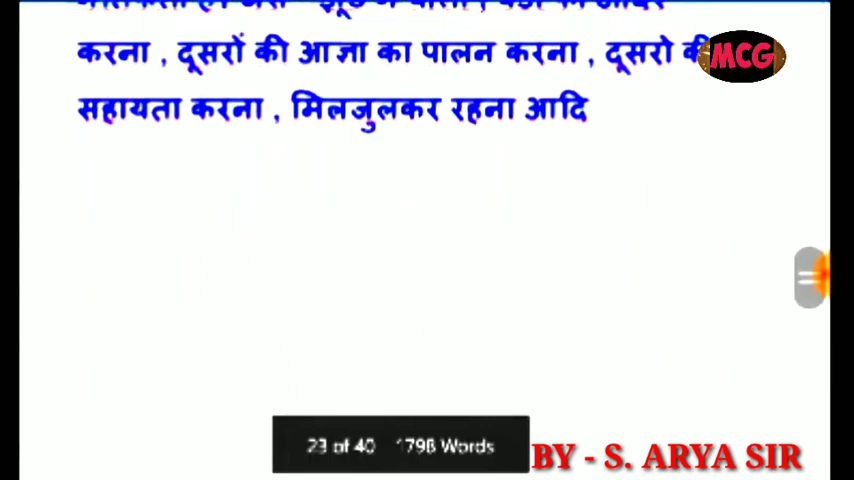 करना , दूसरों की आज्ञा का पालन करना , दूसरो की
MCG
सहायता करना , मिलजुलकर रहना आदि
23 of 40 1798 Words
BY - S. ARYA SIR